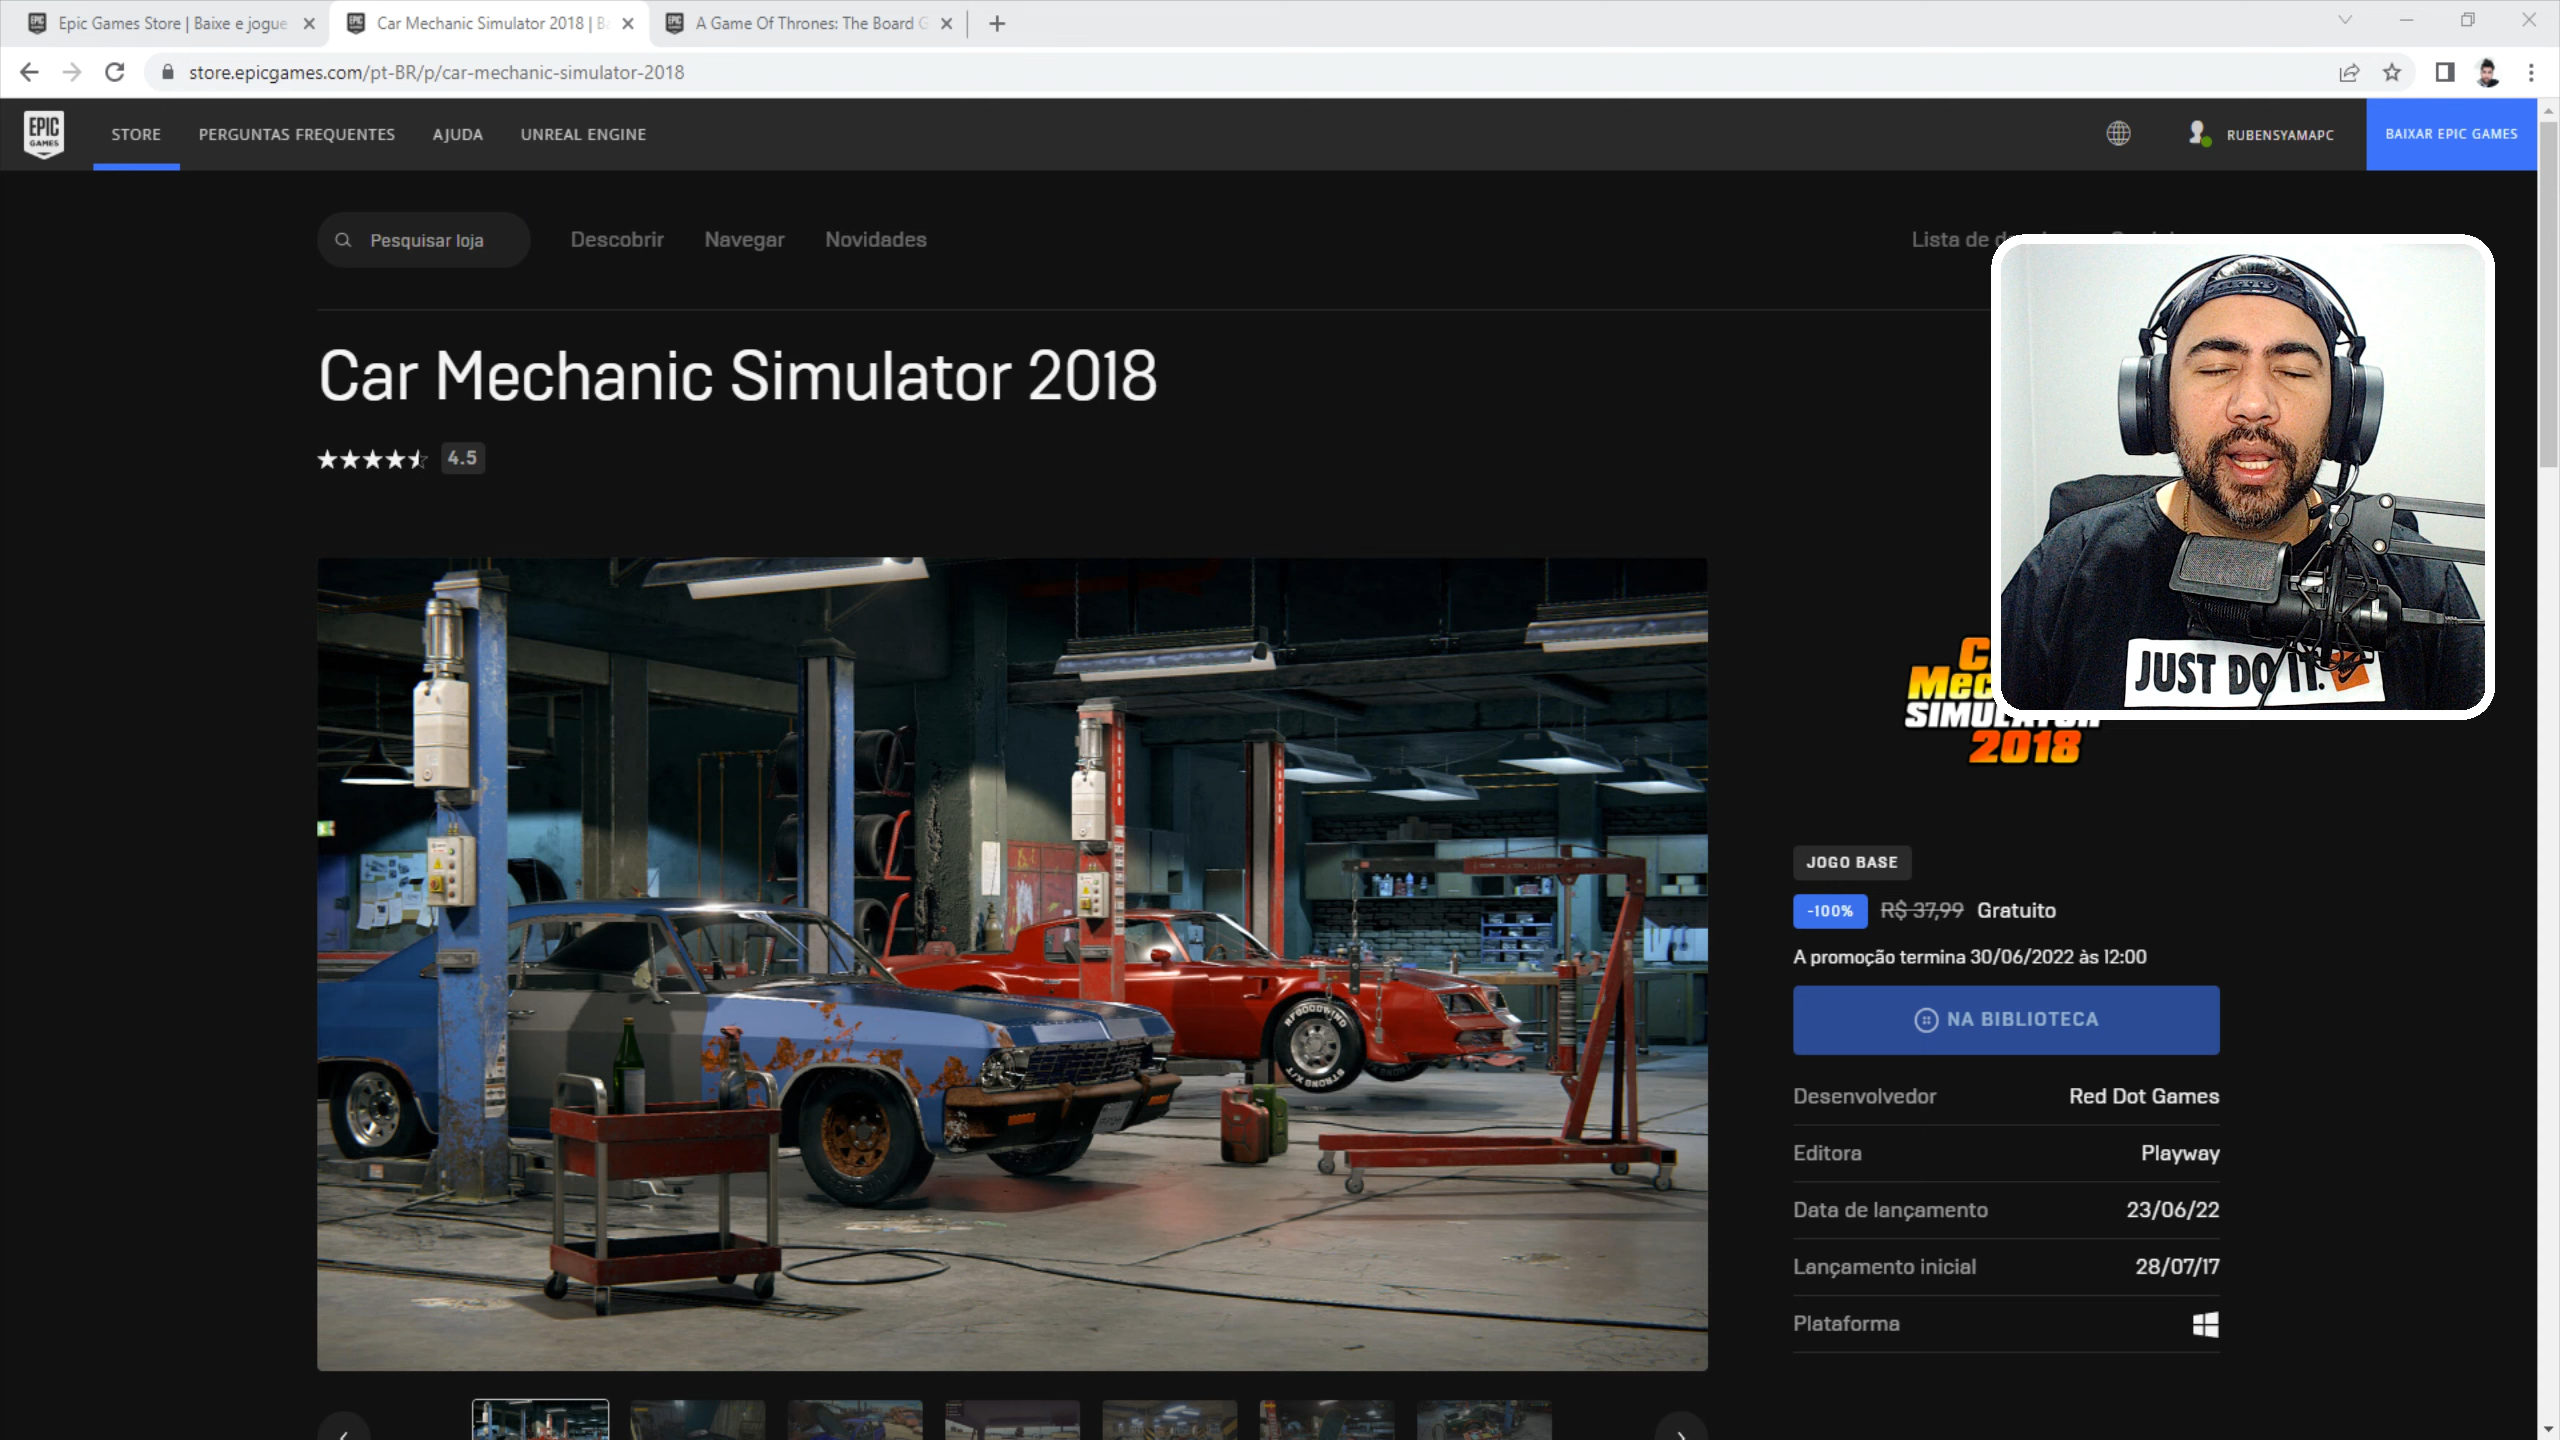 Epic Games Store | Baixe e jogue
Car Mechanic Simulator 2018 | Ba
A Game Of Thrones: The Board G
store.epicgames.com/pt-BR/p/car-mechanic-simulator-2018
EPIC
GAMES
STORE
PERGUNTAS FREQUENTES
AJUDA
UNREAL ENGINE
RUBENSYAMAPC
BAIXAR EPIC GAMES
Pesquisar loja
Descobrir
Navegar
Novidades
Lista de
Car Mechanic Simulator 2018
4.5
JUST DO IT.
SIMULATOR
2018
JOGO BASE
-100% R$ 37,99 Gratuito
A promoção termina 30/06/2022 às 12:00
NA BIBLIOTECA
Desenvolvedor Red Dot Games
Editora Playway
Data de lançamento 23/06/22
Lançamento inicial 28/07/17
Plataforma